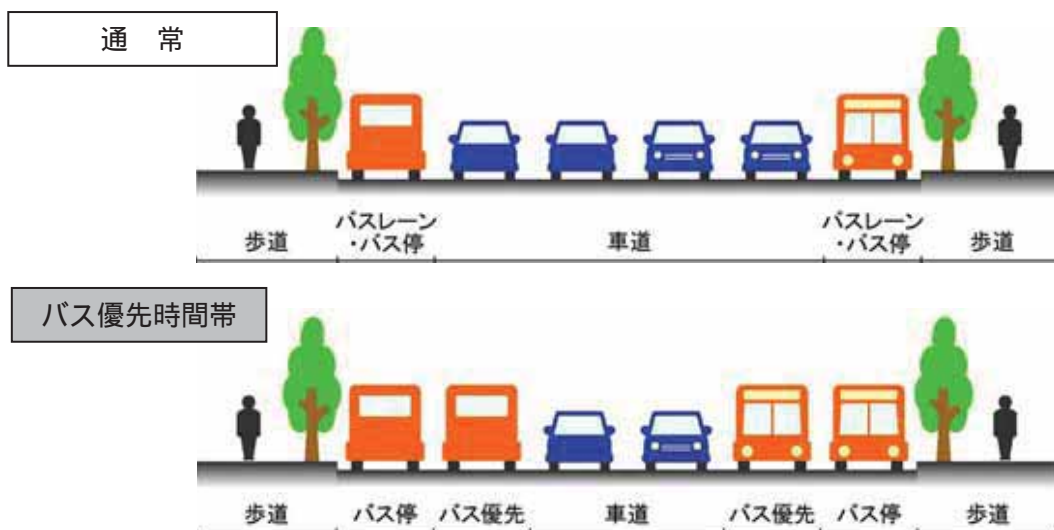 通 常
歩道
バスレーン
・バス停
車道
バスレーン
・バス停
歩道
バス優先時間帯
歩道
バス停
バス優先
車道
バス優先
バス停
歩道